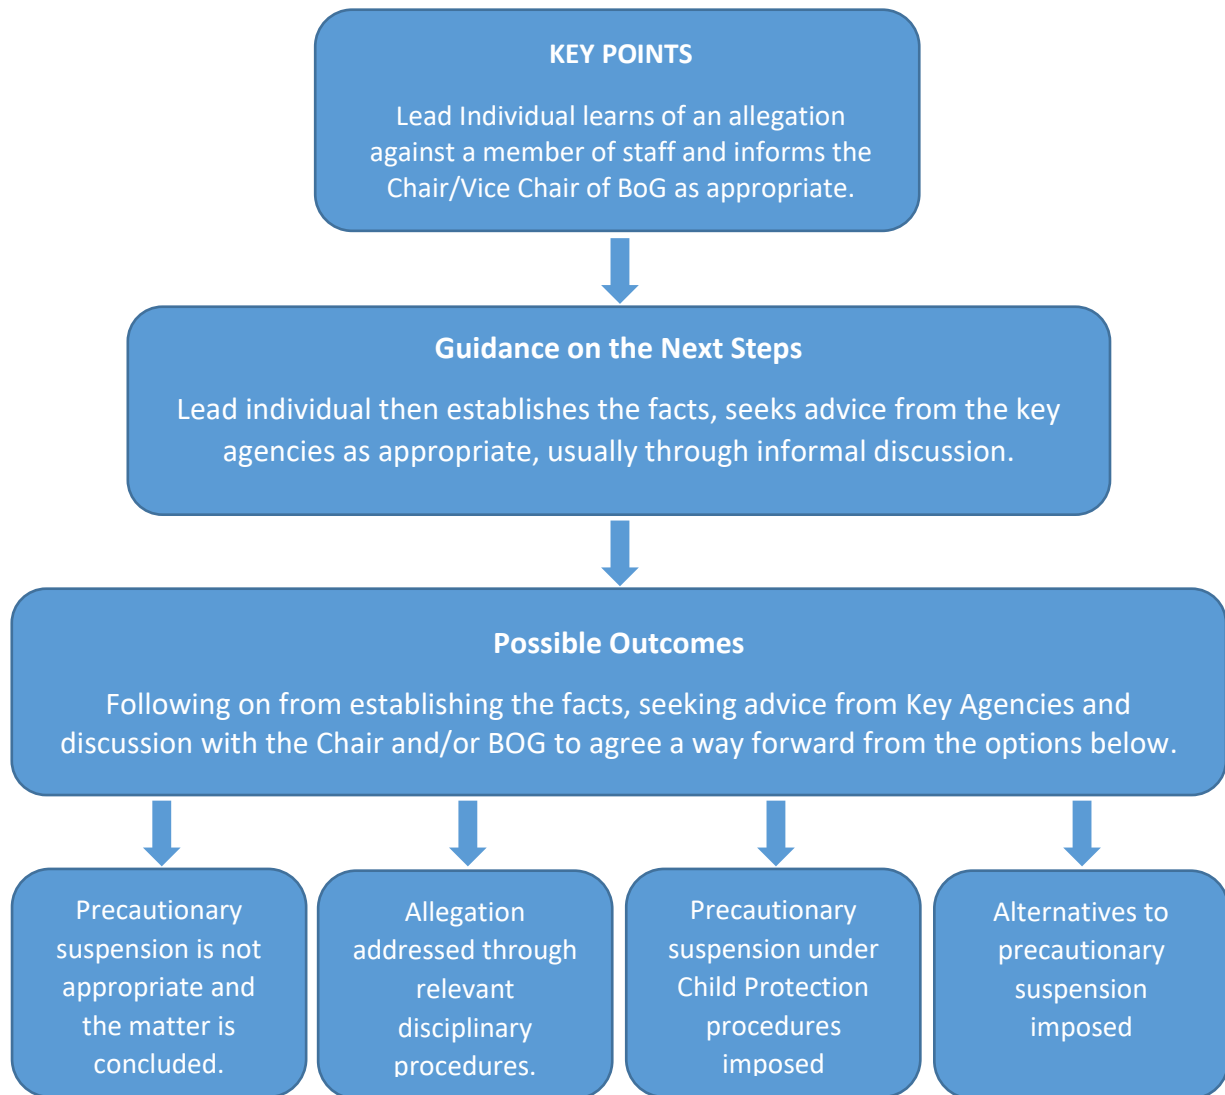 KEY POINTS
Lead Individual learns of an allegation
against a member of staff and informs the
Chair/Vice Chair of BoG as appropriate.
Guidance on the Next Steps
Lead individual then establishes the facts, seeks advice from the key
agencies as appropriate, usually through informal discussion.
Possible Outcomes
Following on from establishing the facts, seeking advice from Key Agencies and
discussion with the Chair and/or BOG to agree a way forward from the options below.
Precautionary
suspension is not
appropriate and
the matter is
concluded.
Allegation
addressed through
relevant
disciplinary
procedures.
Precautionary
suspension under
Child Protection
procedures
imposed
Alternatives to
precautionary
suspension
imposed